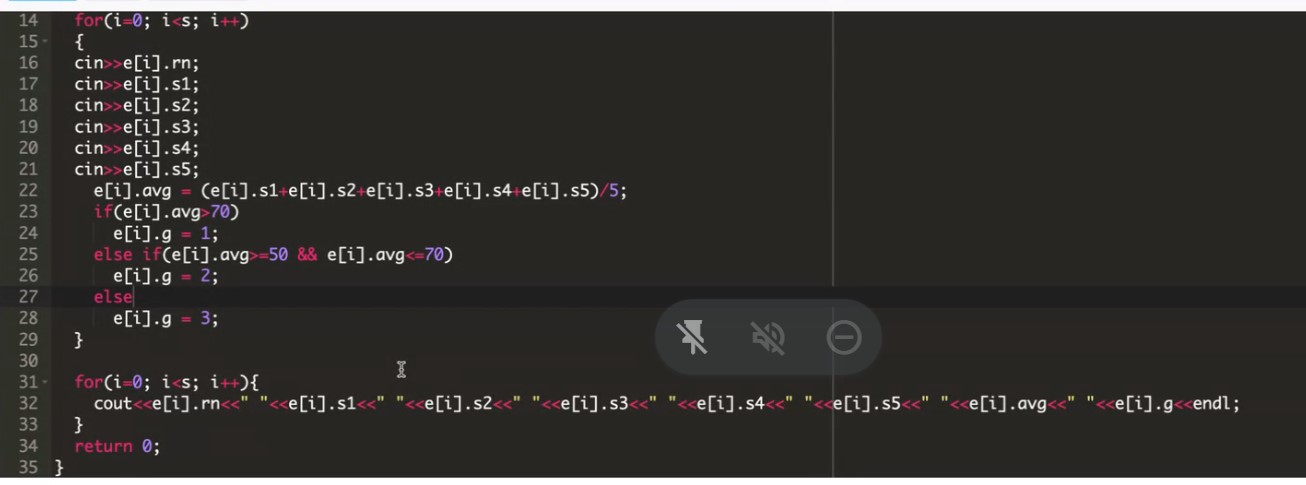 14 for(i=0; i<s; i++)
15 {
16 cin>>e[i].rn;
17 cin>>e[i].s1;
18 cin>>e[i].s2;
19 cin>>e[i].s3;
20 cin>>e[i].s4;
21 cin>>e[i].s5;
22 e[i].avg = (e[i].s1+e[i].s2+e[i].s3+e[i].s4+e[i].s5)/5;
23 if(e[i].avg>70)
24 e[i].g = 1;
25 else if(e[i].avg>=50 && e[i].avg<=70)
26 e[i].g = 2;
27 else
28 e[i].g = 3;
29 }
30
31 for(i=0; i<s; i++){
32 cout<<e[i].rn<<" "<<e[i].s1<<" "<<e[i].s2<<" "<<e[i].s3<<" "<<e[i].s4<<" "<<e[i].s5<<" "<<e[i].avg<<" "<<e[i].g<<endl;
33 }
34 return 0;
35 }